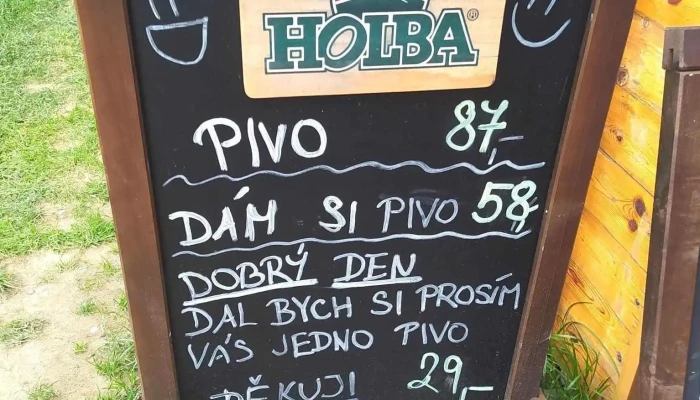 HOLBA®
PIVO 87,-
DÁM SI PIVO 58,-
DOBRÝ DEN
DAL BYCH SI PROSÍM
VÁS JEDNO PIVO
DĚKUJI 29,-